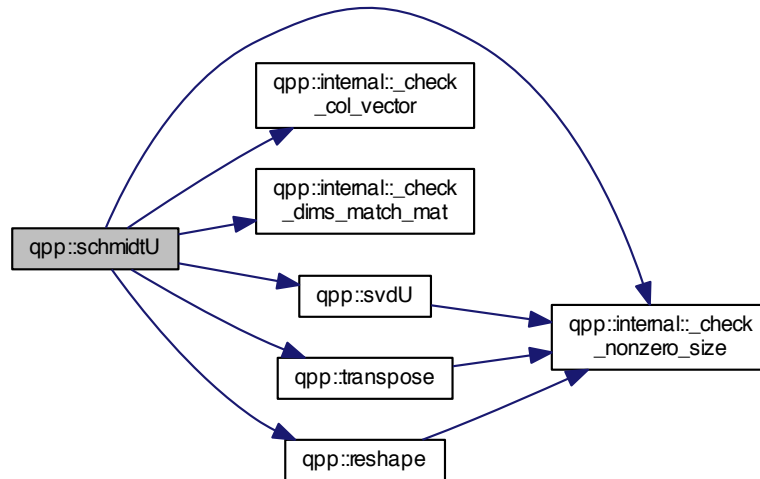 qpp::internal::_check
_col_vector
qpp::internal::_check
_dims_match_mat
qpp::schmidtU
qpp::svdU
qpp::internal::_check
_nonzero_size
qpp::transpose
qpp::reshape